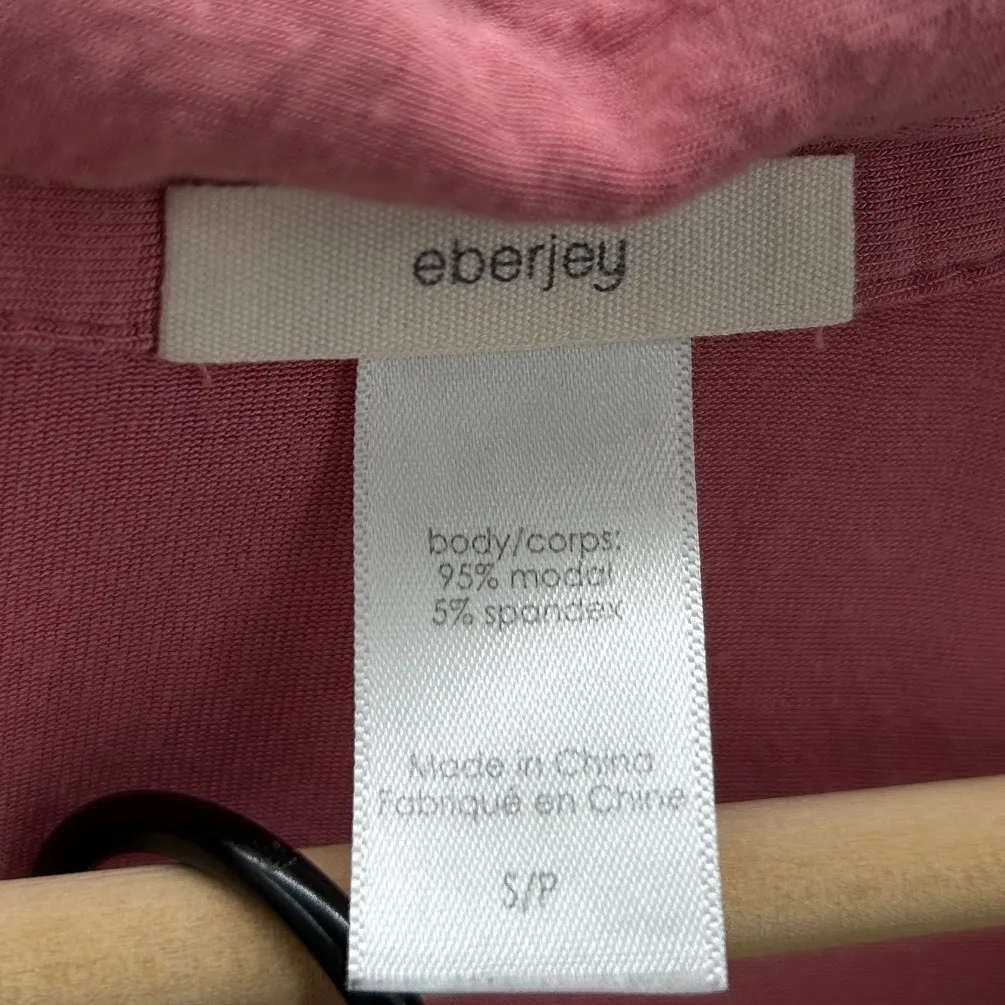 eberjey
body/corps:
95% modal
5% spandex
Made in China
Fabriqué en Chine
S/P